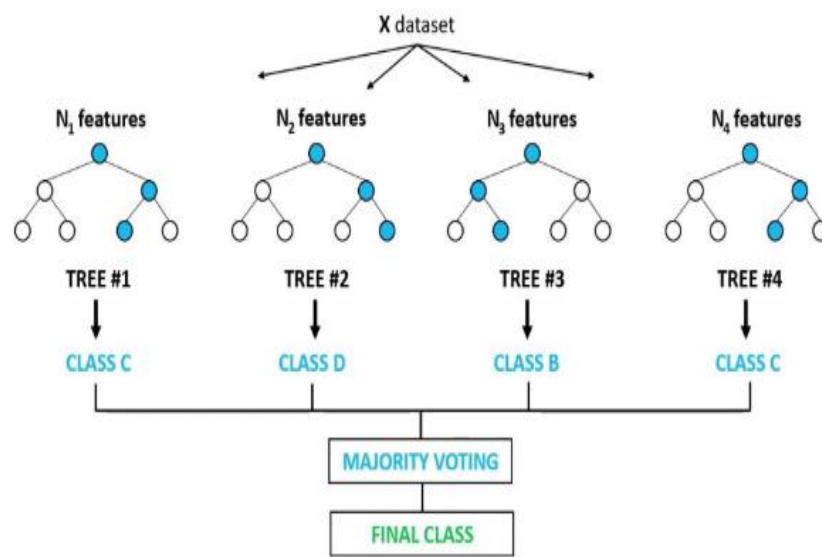 X dataset
N₁ features N₂ features N₃ features N₄ features
TREE #1 TREE #2 TREE #3 TREE #4
CLASS C CLASS D CLASS B CLASS C
MAJORITY VOTING
FINAL CLASS